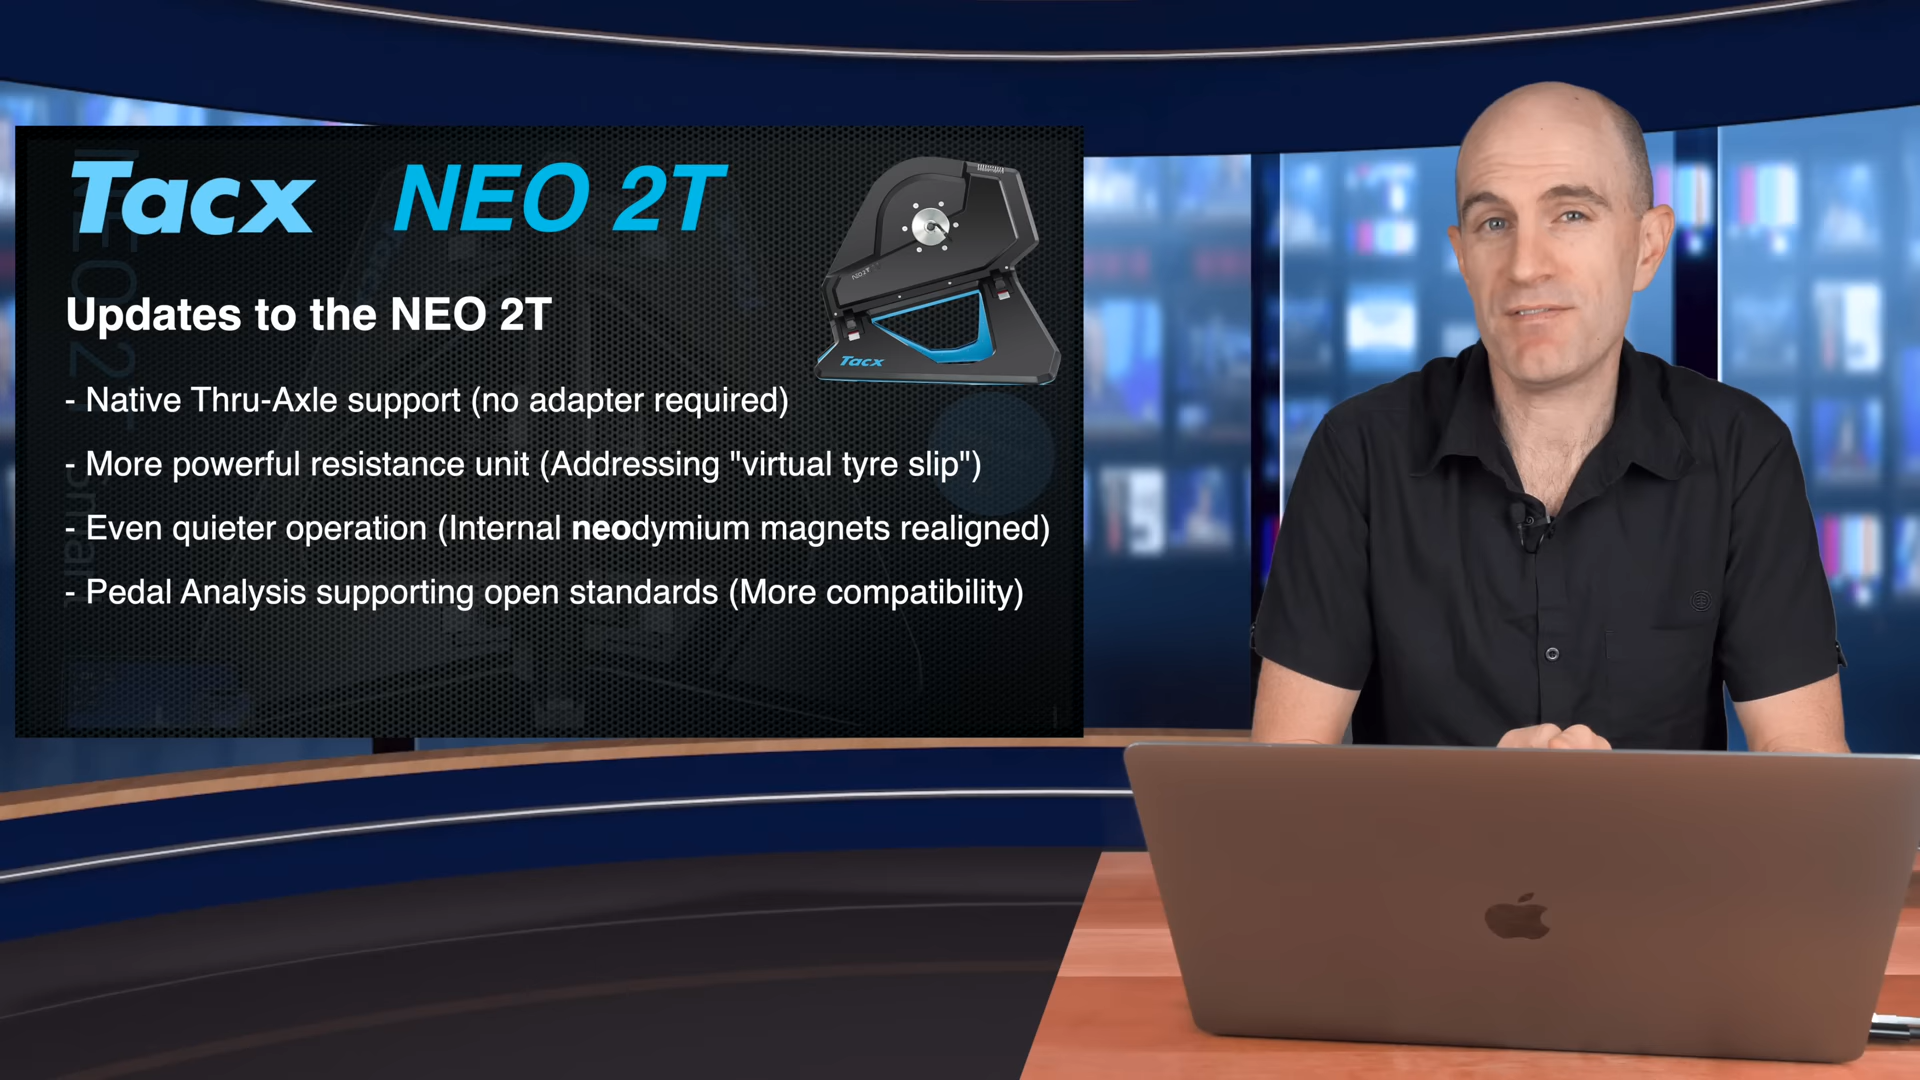 Tacx NEO 2T
Updates to the NEO 2T
- Native Thru-Axle support (no adapter required)
- More powerful resistance unit (Addressing "virtual tyre slip")
- Even quieter operation (Internal neodymium magnets realigned)
- Pedal Analysis supporting open standards (More compatibility)
Tacx